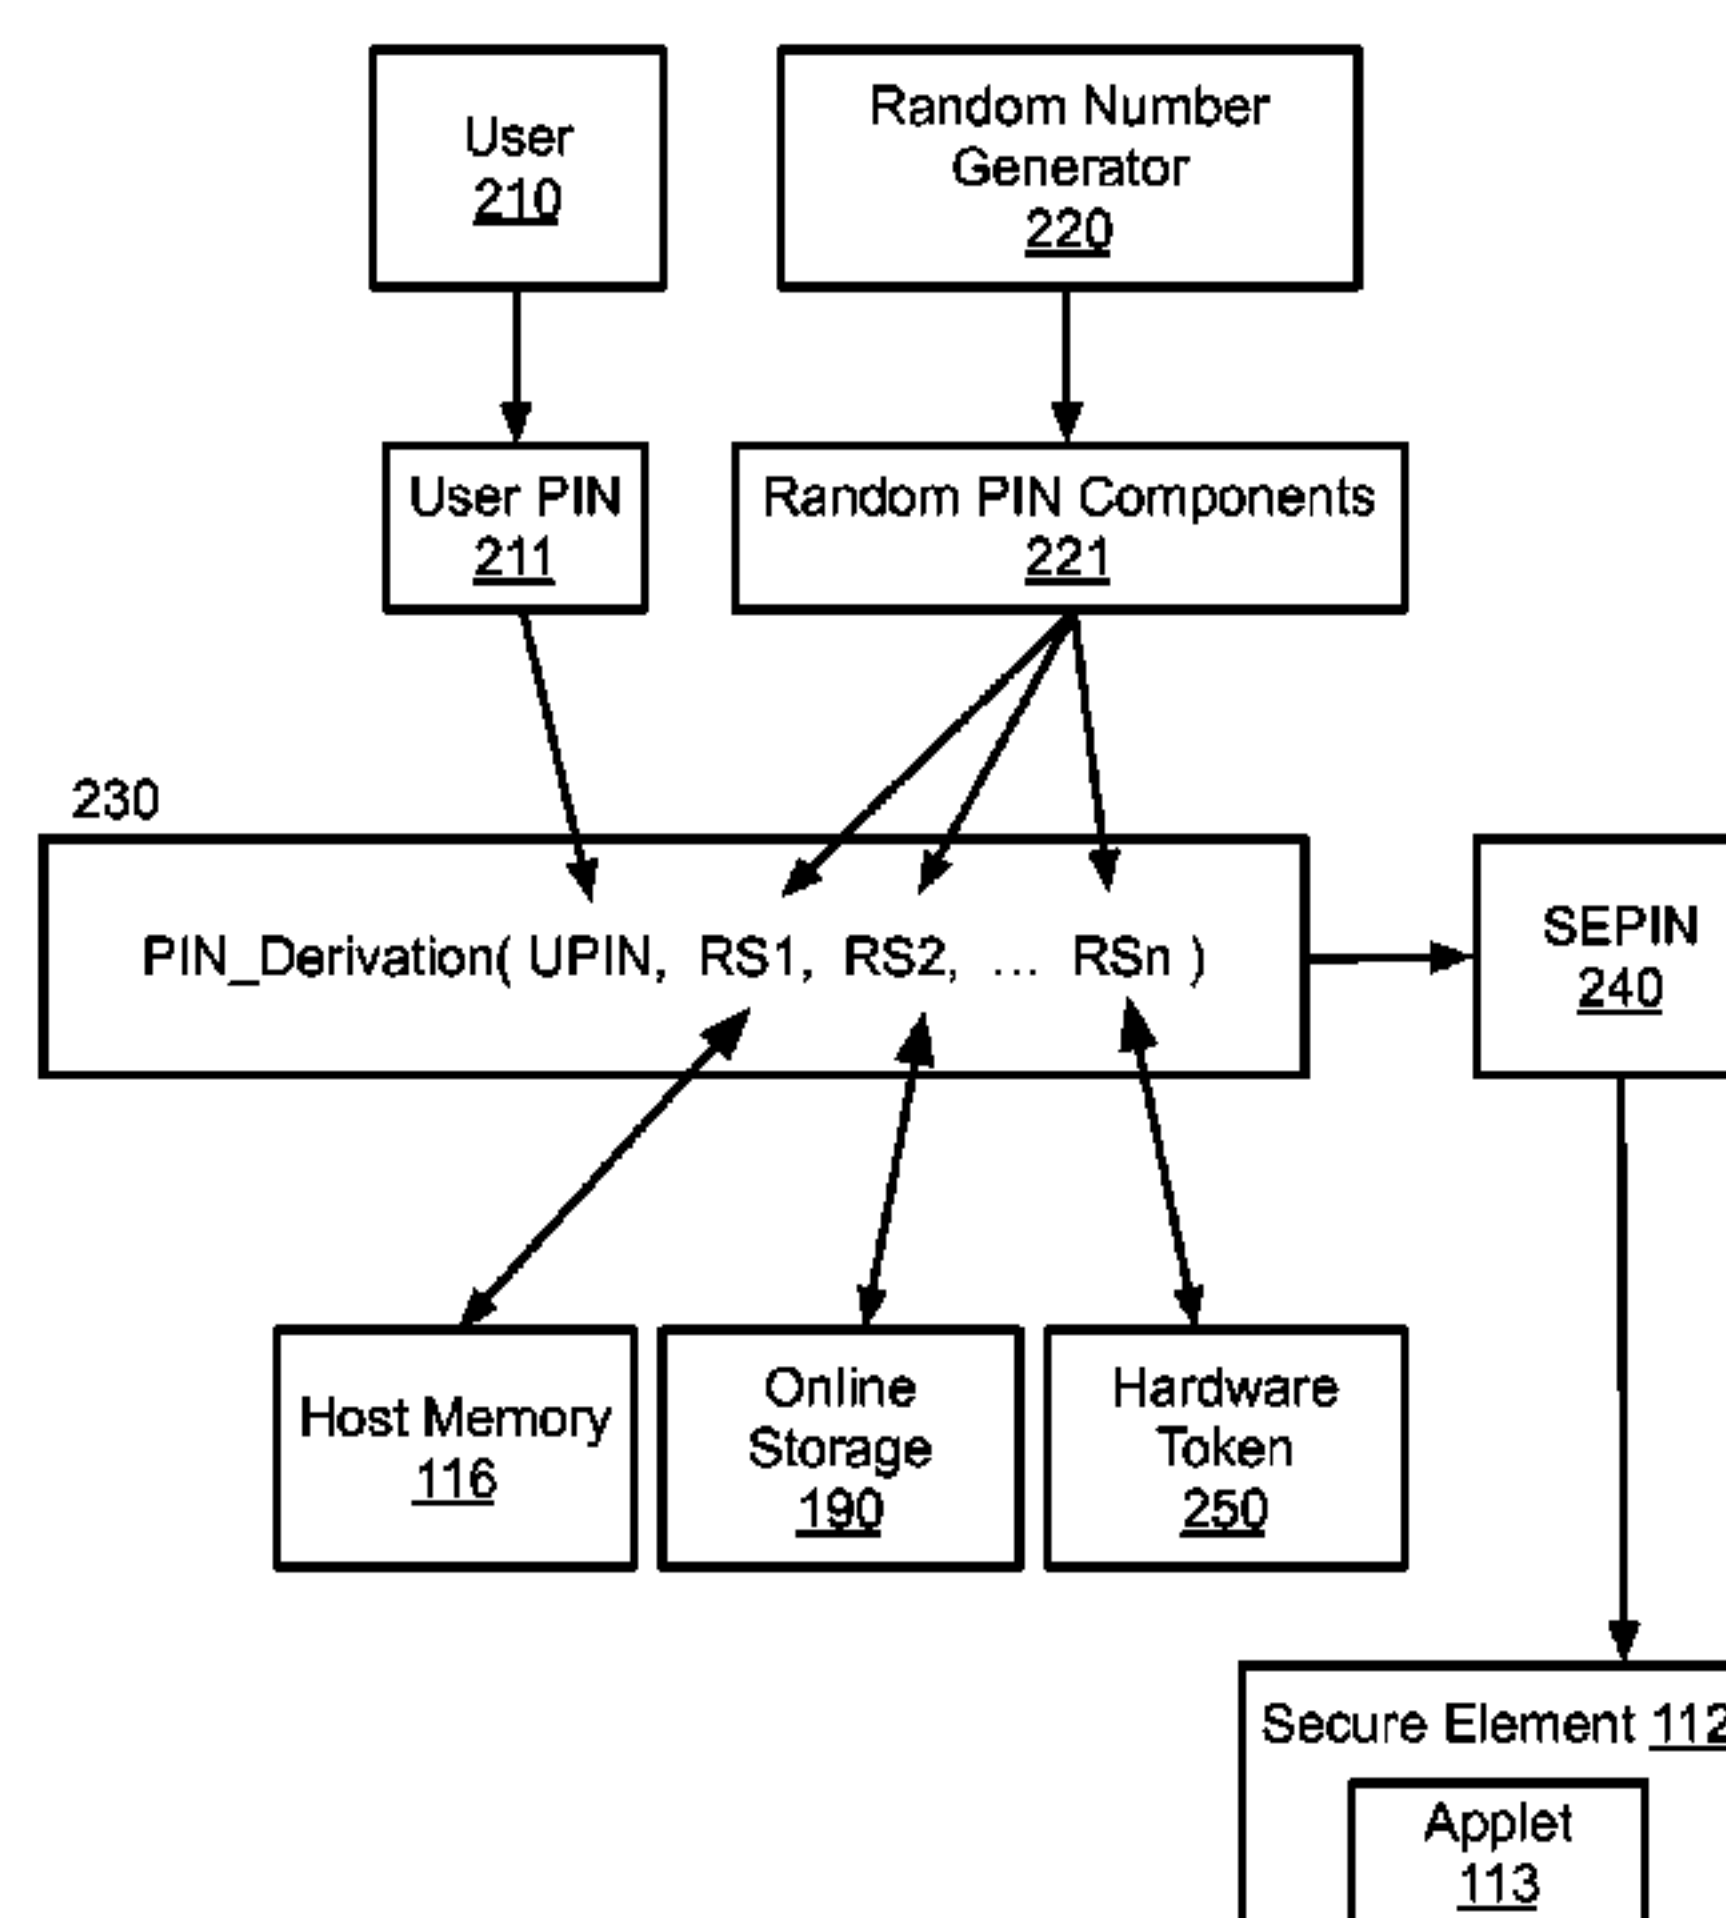 User
210
Random Number
Generator
220
User PIN
211
Random PIN Components
221
230
PIN_Derivation( UPIN, RS1, RS2, ... RSn )
SEPIN
240
Host Memory
116
Online
Storage
190
Hardware
Token
250
Secure Element 112
Applet
113